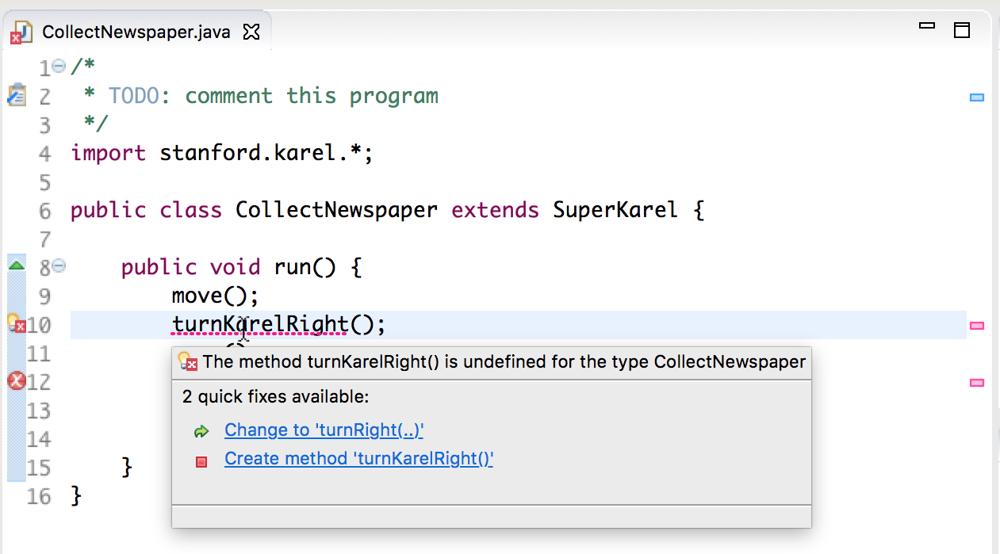 CollectNewspaper.java
1 /*
2  * TODO: comment this program
3  */
4 import stanford.karel.*;
5
6 public class CollectNewspaper extends SuperKarel {
7
8     public void run() {
9         move();
10         turnKarelRight();
11
The method turnKarelRight() is undefined for the type CollectNewspaper
12
2 quick fixes available:
13
Change to 'turnRight(..)'
14
Create method 'turnKarelRight()'
15     }
16 }